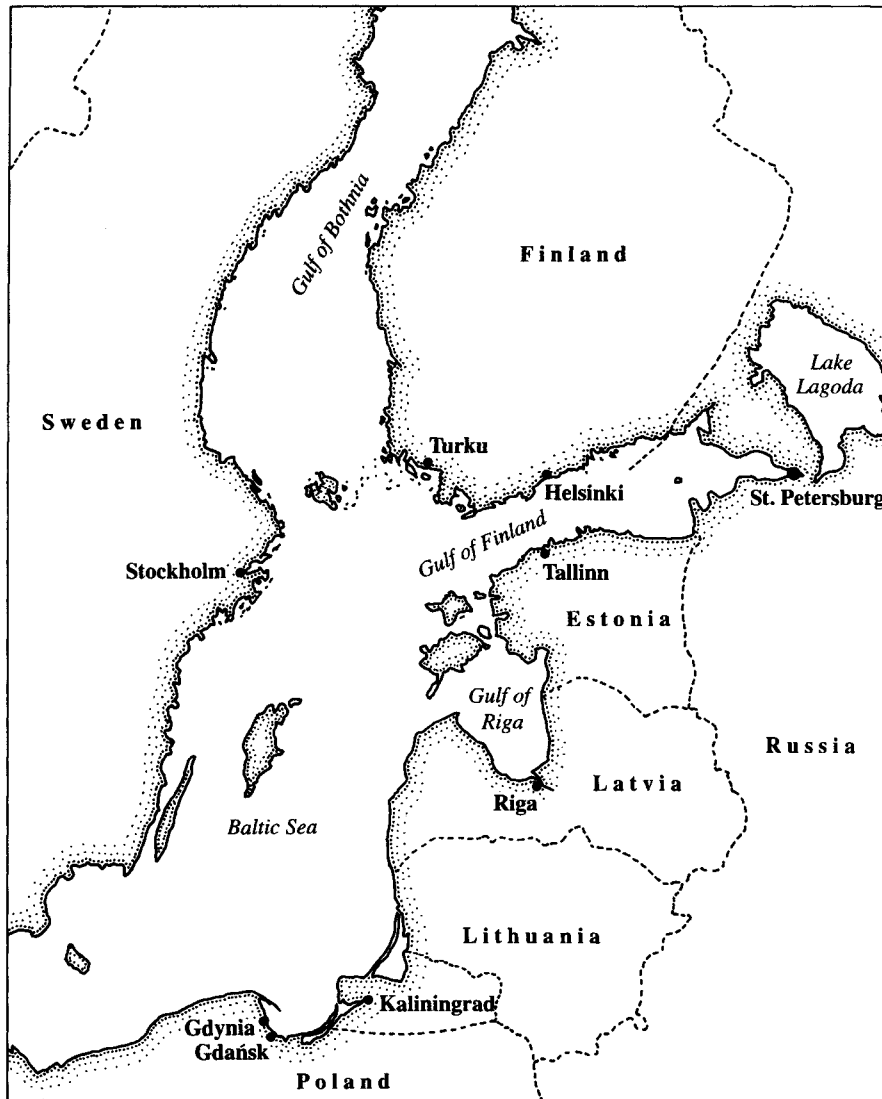 Gulf of Bothnia
Finland
Lake
Lagoda
Sweden
Turku
Helsinki
St. Petersburg
Gulf of Finland
Stockholm
Tallinn
Estonia
Gulf of
Riga
Russia
Riga
Latvia
Baltic Sea
Lithuania
Kaliningrad
Gdynia
Gdańsk
Poland